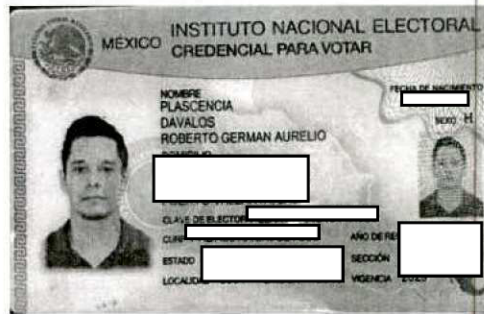 MÉXICO
INSTITUTO NACIONAL ELECTORAL
CREDENCIAL PARA VOTAR
NOMBRE
PLASCENCIA
DAVALOS
ROBERTO GERMAN AURELIO
FECHA DE NACIMIENTO
SEXO H
DOMICILIO
CLAVE DE ELECTOR
CURP
AÑO DE RE
ESTADO
SECCIÓN
LOCALIDAD
VIGENCIA